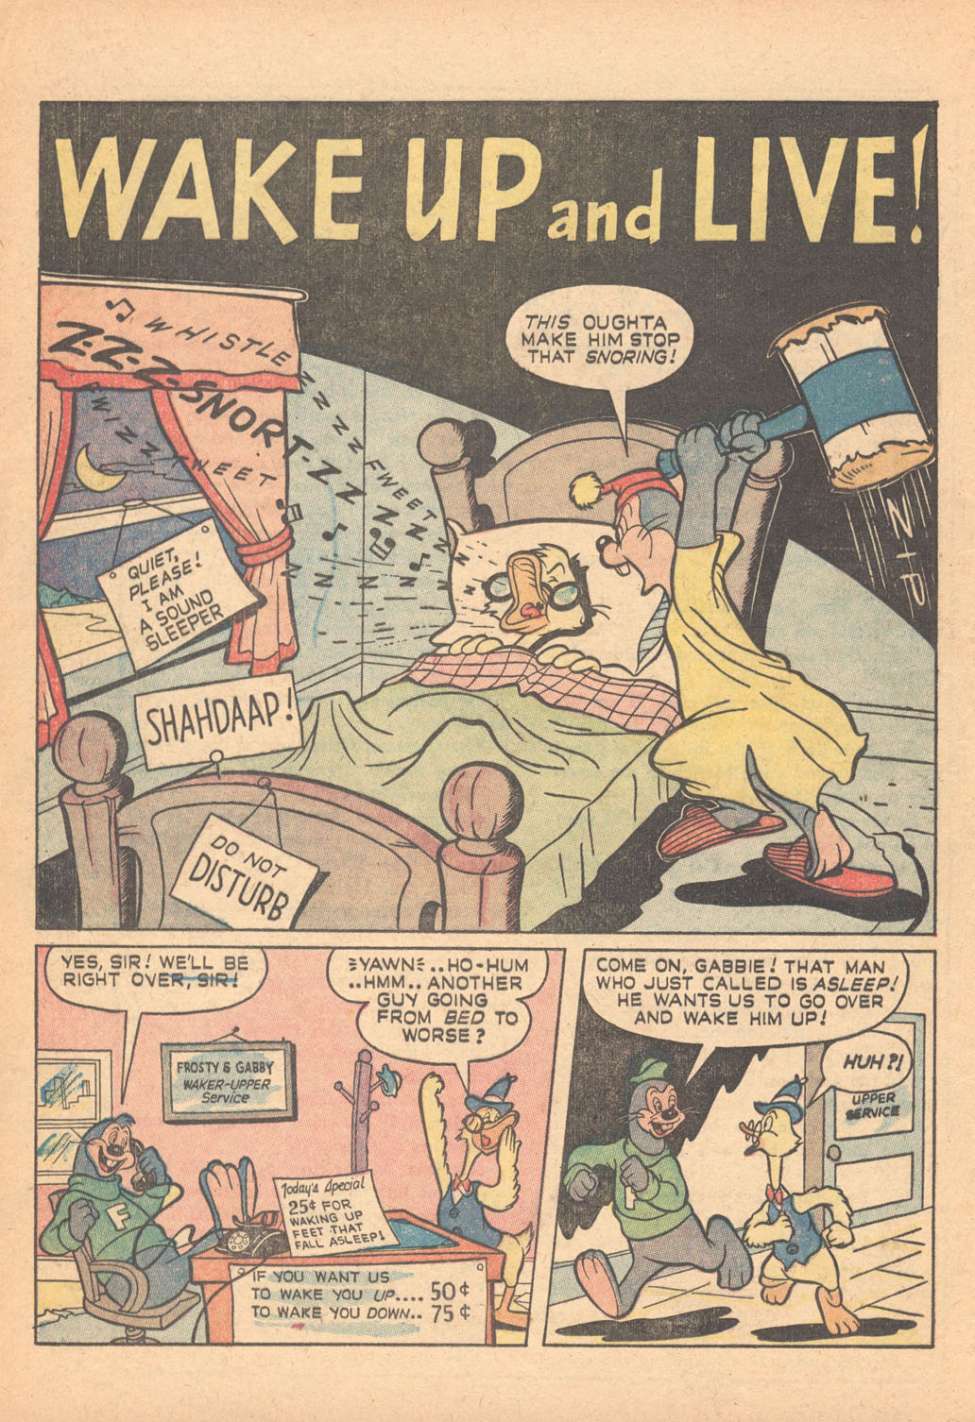 WAKE UP and LIVE!
♫ WHISTLE
Z-Z-Z-SNORT-ZZ
ZZZZZ FWEET
WIZZ
TWEET
THIS OUGHTA
MAKE HIM STOP
THAT SNORING!
Z-I-P
QUIET,
PLEASE!
I AM
A SOUND
SLEEPER
SHAHDAAP!
DO NOT
DISTURB
YES, SIR! WE'LL BE
RIGHT OVER, SIR!
YAWN..HO-HUM
..HMM.. ANOTHER
GUY GOING
FROM BED TO
WORSE?
FROSTY & GABBY
WAKER-UPPER
Service
F
Today's Special
25¢ FOR
WAKING UP
FEET THAT
FALL ASLEEP!
IF YOU WANT US
TO WAKE YOU UP.... 50¢
TO WAKE YOU DOWN.. 75¢
COME ON, GABBIE! THAT MAN
WHO JUST CALLED IS ASLEEP!
HE WANTS US TO GO OVER
AND WAKE HIM UP!
HUH?!
UPPER
SERVICE